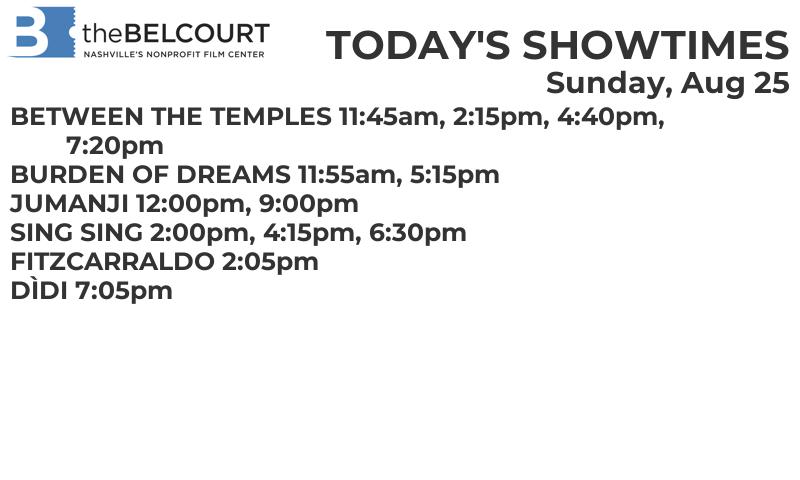 B theBELCOURT
NASHVILLE'S NONPROFIT FILM CENTER
TODAY'S SHOWTIMES
Sunday, Aug 25
BETWEEN THE TEMPLES 11:45am, 2:15pm, 4:40pm,
7:20pm
BURDEN OF DREAMS 11:55am, 5:15pm
JUMANJI 12:00pm, 9:00pm
SING SING 2:00pm, 4:15pm, 6:30pm
FITZCARRALDO 2:05pm
DÌDI 7:05pm